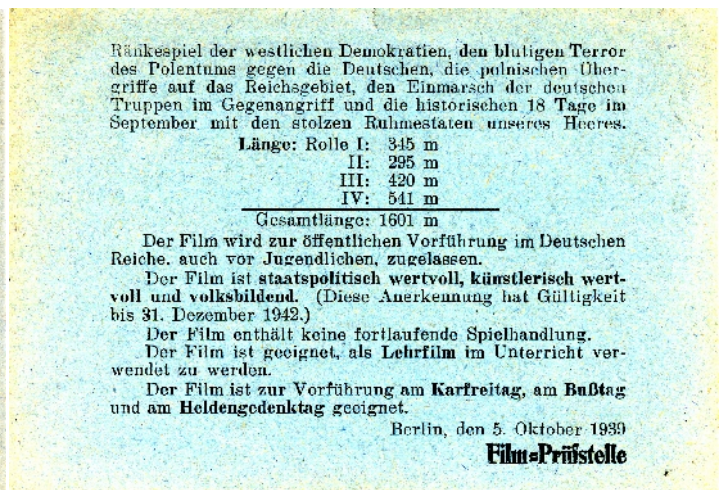 Ränkespiel der westlichen Demokratien, den blutigen Terror
des Polentums gegen die Deutschen, die polnischen Über-
griffe auf das Reichsgebiet, den Einmarsch der deutschen
Truppen im Gegenangriff und die historischen 18 Tage im
September mit den stolzen Ruhmestaten unseres Heeres.
Länge: Rolle I: 345 m
II: 295 m
III: 420 m
IV: 541 m
Gesamtlänge: 1601 m
Der Film wird zur öffentlichen Vorführung im Deutschen
Reiche, auch vor Jugendlichen, zugelassen.
Der Film ist staatspolitisch wertvoll, künstlerisch wert-
voll und volksbildend. (Diese Anerkennung hat Gültigkeit
bis 31. Dezember 1942.)
Der Film enthält keine fortlaufende Spielhandlung.
Der Film ist geeignet, als Lehrfilm im Unterricht ver-
wendet zu werden.
Der Film ist zur Vorführung am Karfreitag, am Bußtag
und am Heldengedenktag geeignet.
Berlin, den 5. Oktober 1939
Film=Prüfstelle